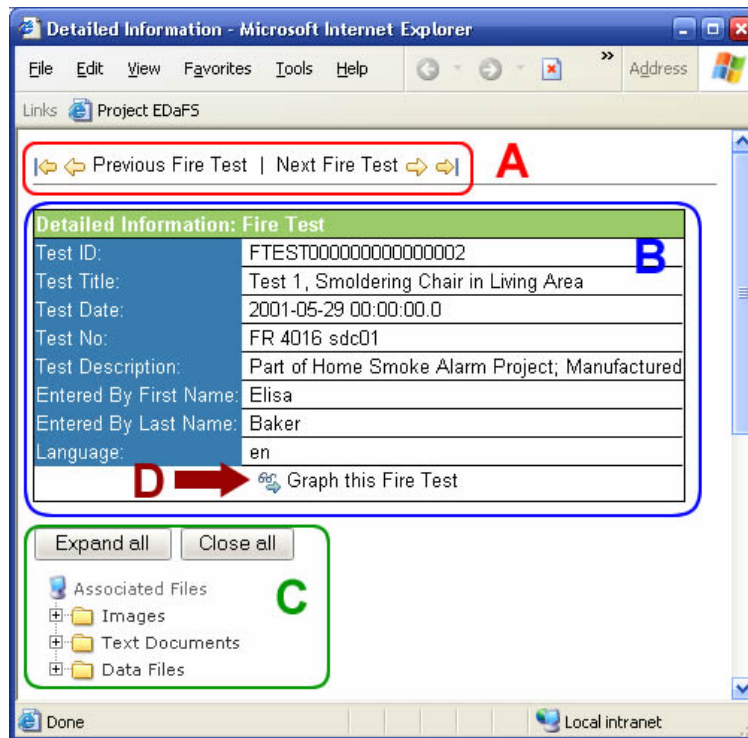 Detailed Information - Microsoft Internet Explorer
File Edit View Favorites Tools Help » Address
Links Project EDaFS
Previous Fire Test | Next Fire Test A
Detailed Information: Fire Test
B
Test ID: FTEST000000000000002
Test Title: Test 1, Smoldering Chair in Living Area
Test Date: 2001-05-29 00:00:00.0
Test No: FR 4016 sdc01
Test Description: Part of Home Smoke Alarm Project; Manufactured
Entered By First Name: Elisa
Entered By Last Name: Baker
Language: en
D Graph this Fire Test
Expand all Close all
Associated Files
C
Images
Text Documents
Data Files
Done Local intranet